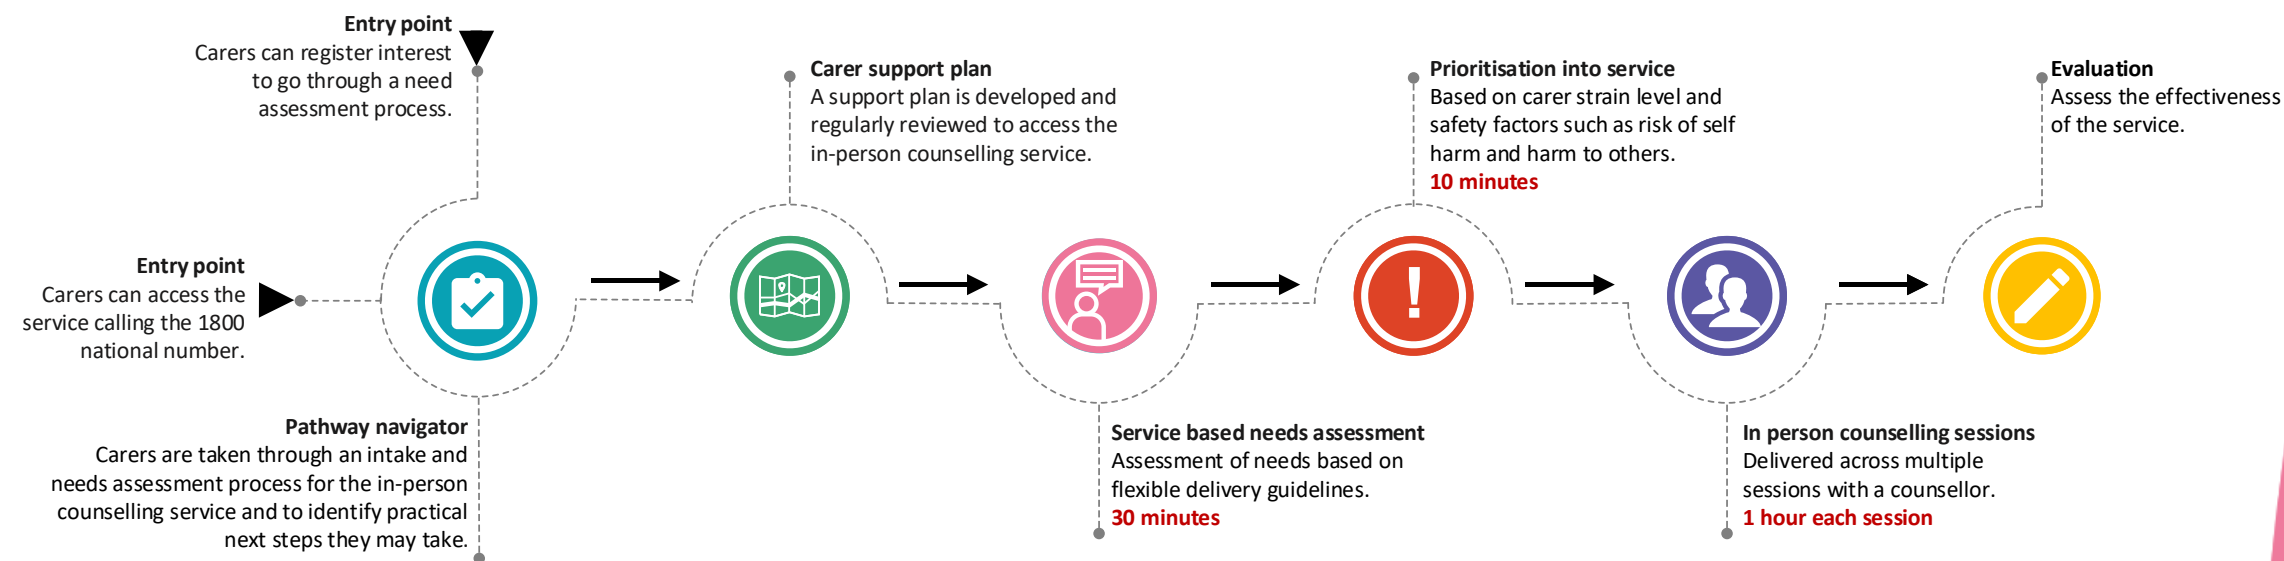 Entry point
Carers can register interest
to go through a need
assessment process.
Entry point
Carers can access the
service calling the 1800
national number.
Pathway navigator
Carers are taken through an intake and
needs assessment process for the in-person
counselling service and to identify practical
next steps they may take.
Carer support plan
A support plan is developed and
regularly reviewed to access the
in-person counselling service.
Service based needs assessment
Assessment of needs based on
flexible delivery guidelines.
30 minutes
Prioritisation into service
Based on carer strain level and
safety factors such as risk of self
harm and harm to others.
10 minutes
In person counselling sessions
Delivered across multiple
sessions with a counsellor.
1 hour each session
Evaluation
Assess the effectiveness
of the service.